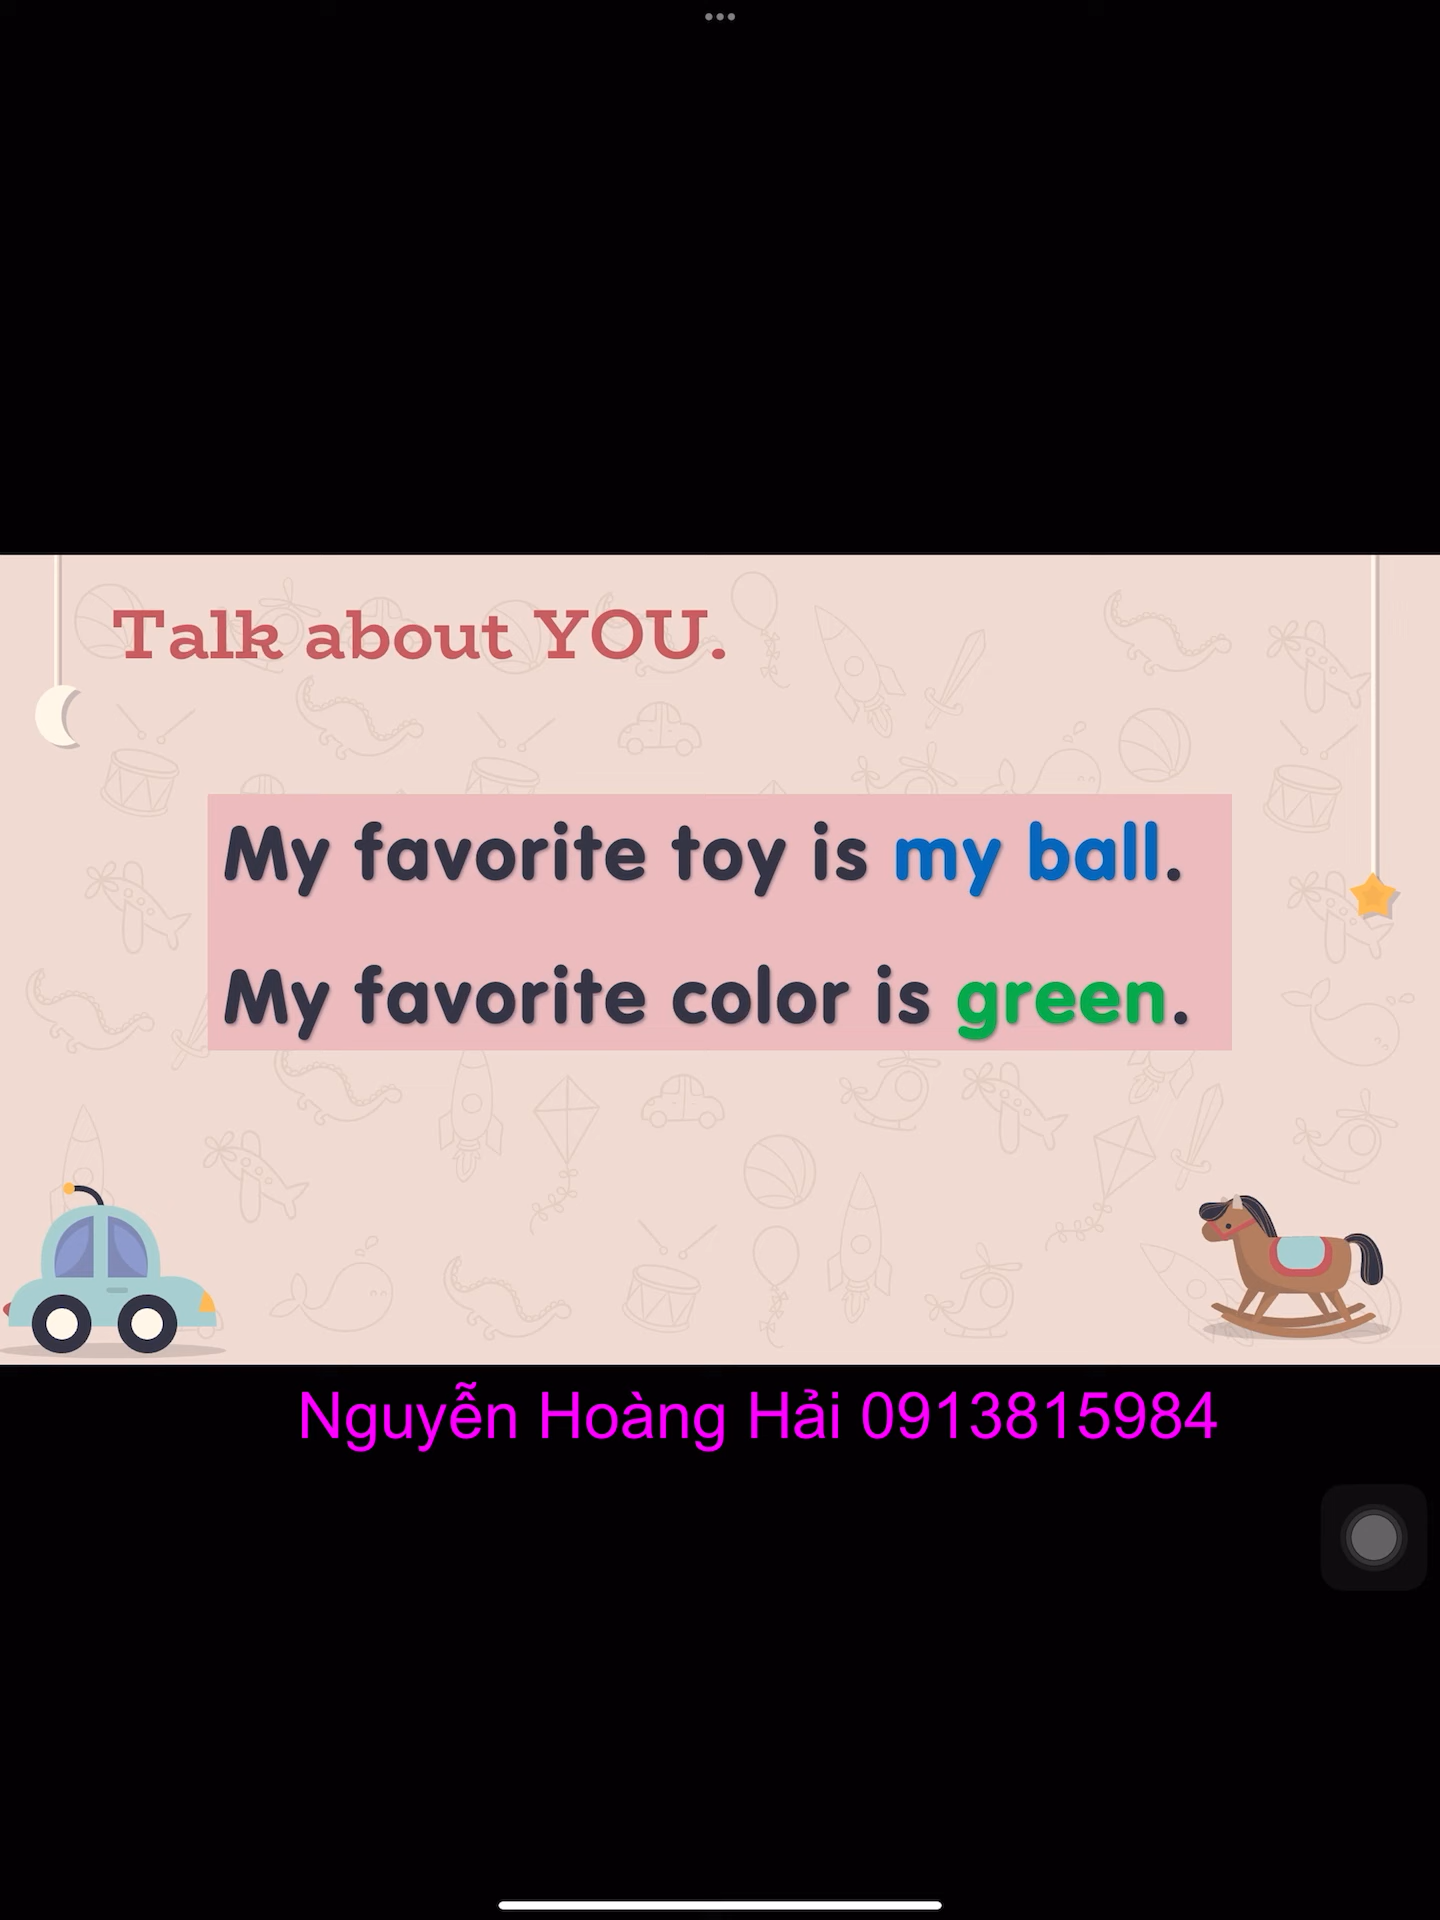 Talk about YOU.
My favorite toy is my ball.
My favorite color is green.
Nguyễn Hoàng Hải 0913815984